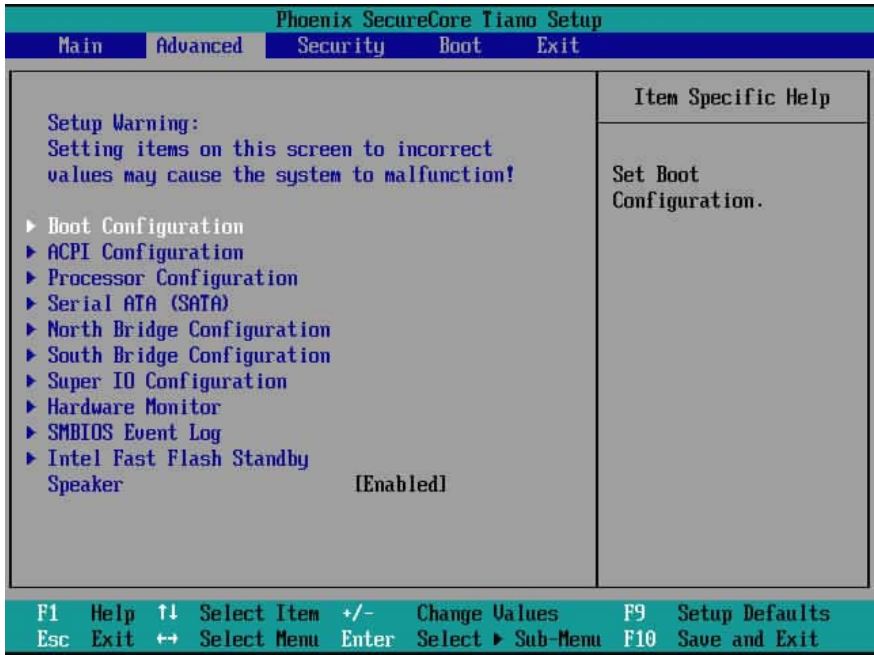 Phoenix SecureCore Tiano Setup
Main Advanced Security Boot Exit
Setup Warning:
Setting items on this screen to incorrect
values may cause the system to malfunction!
▶ Boot Configuration
▶ ACPI Configuration
▶ Processor Configuration
▶ Serial ATA (SATA)
▶ North Bridge Configuration
▶ South Bridge Configuration
▶ Super IO Configuration
▶ Hardware Monitor
▶ SMBIOS Event Log
▶ Intel Fast Flash Standby
Speaker [Enabled]
Item Specific Help
Set Boot
Configuration.
F1 Help ↑↓ Select Item +/- Change Values F9 Setup Defaults
Esc Exit ↔ Select Menu Enter Select ▶ Sub-Menu F10 Save and Exit